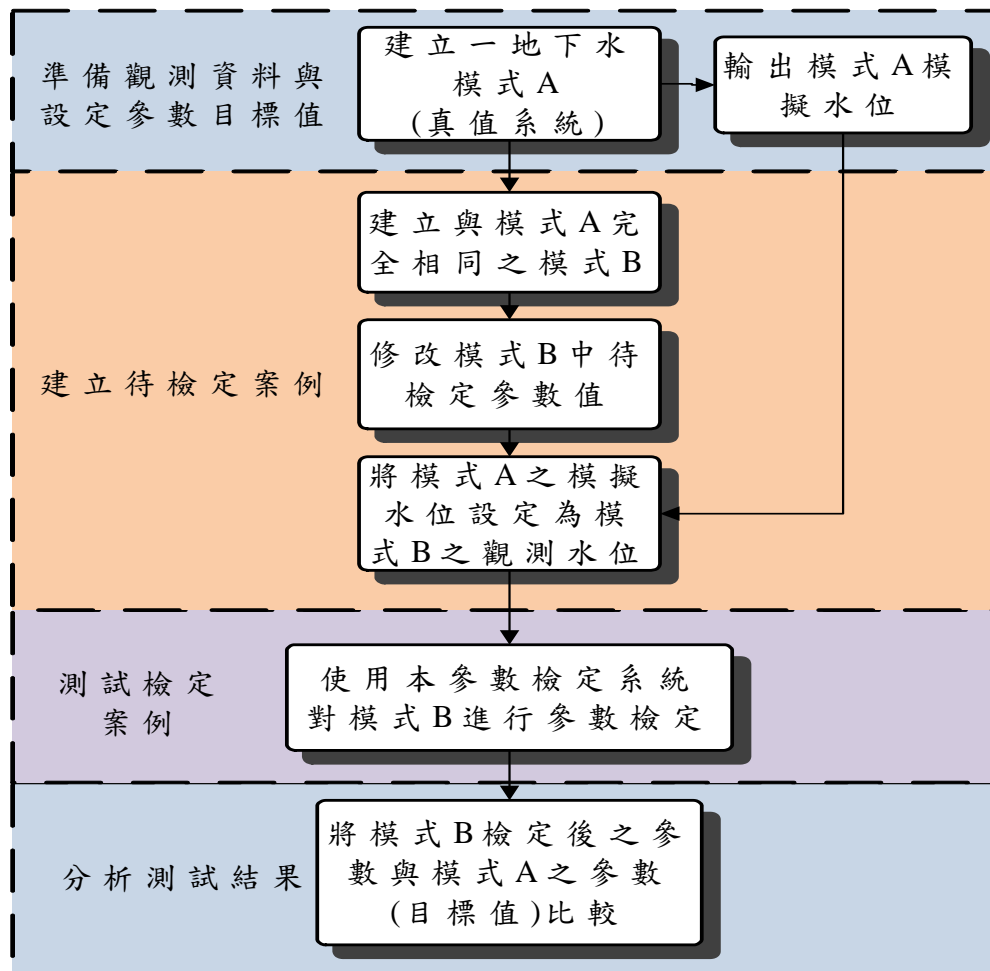 準備觀測資料與
設定參數目標值
建立一地下水
模式A
(真值系統)
輸出模式A模
擬水位
建立待檢定案例
建立與模式A完
全相同之模式B
修改模式B中待
檢定參數值
將模式A之模擬
水位設定為模
式B之觀測水位
測試檢定
案例
使用本參數檢定系統
對模式B進行參數檢定
分析測試結果
將模式B檢定後之參
數與模式A之參數
(目標值)比較